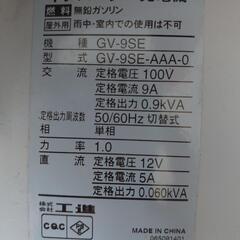 燃料 無鉛ガソリン
屋外用 雨中・室内での使用は不可
機種 GV-9SE
型式 GV-9SE-AAA-0
交流 定格電圧 100V
定格電流 9A
定格出力 0.9kVA
定格出力周波数 50/60Hz 切替式
相数 単相
力率 1.0
直流 定格電圧 12V
定格電流 5A
定格出力 0.060kVA
株式会社 工進
CQC
MADE IN CHINA